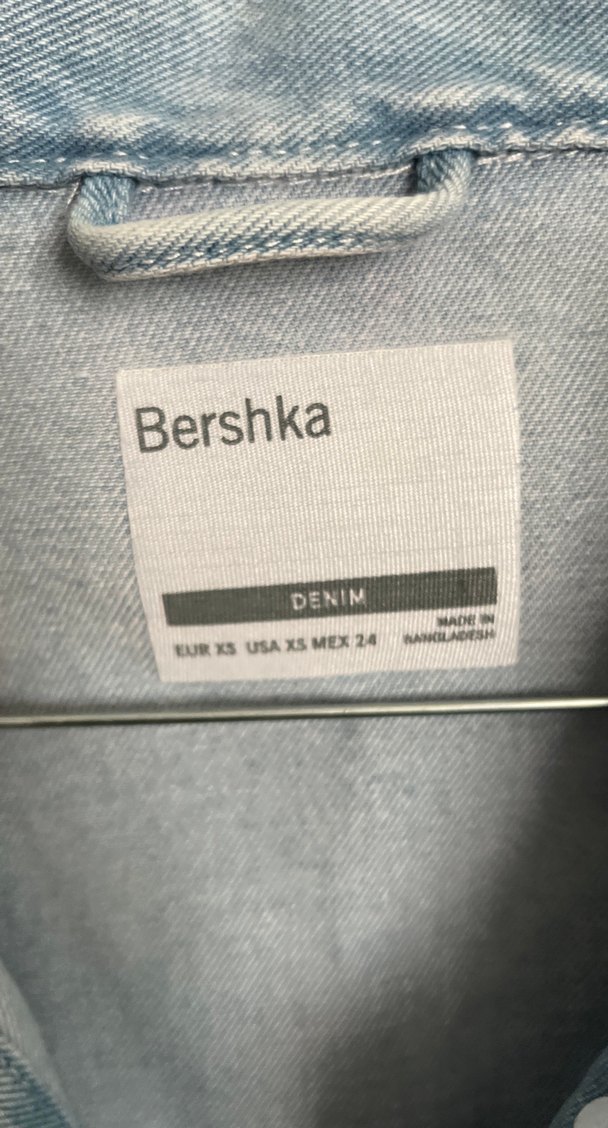 Bershka
DENIM
EUR XS USA XS MEX 24
MADE IN
BANGLADESH